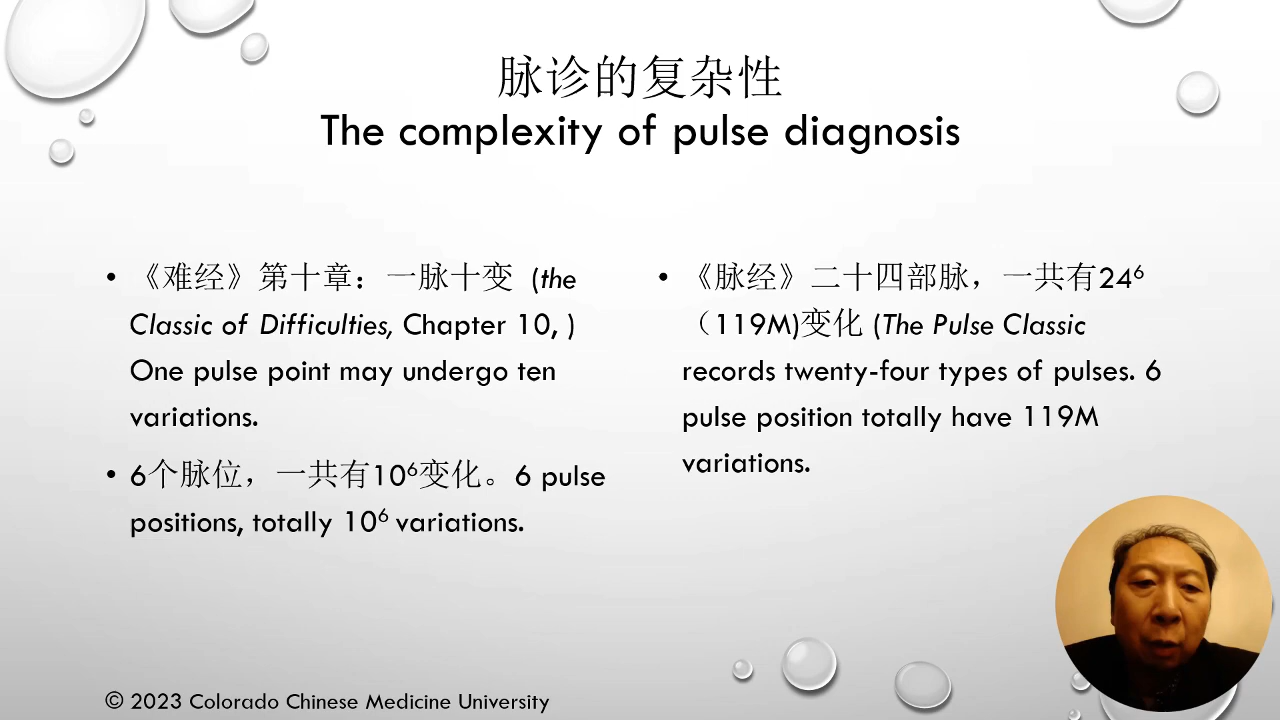 脉诊的复杂性
The complexity of pulse diagnosis
• 《难经》第十章：一脉十变 (the
Classic of Difficulties, Chapter 10, )
One pulse point may undergo ten
variations.
• 6个脉位，一共有10⁶变化。6 pulse
positions, totally 10⁶ variations.
• 《脉经》二十四部脉，一共有24⁶
（119M)变化 (The Pulse Classic
records twenty-four types of pulses. 6
pulse position totally have 119M
variations.
© 2023 Colorado Chinese Medicine University